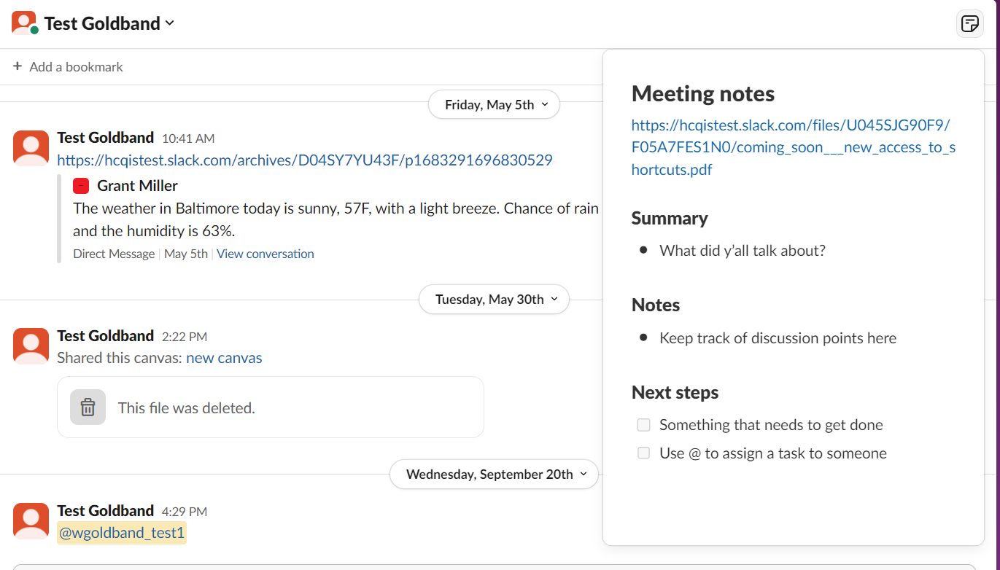 Test Goldband
+ Add a bookmark
Friday, May 5th
Test Goldband 10:41 AM
https://hcqistest.slack.com/archives/D04SY7YU43F/p1683291696830529
Grant Miller
The weather in Baltimore today is sunny, 57F, with a light breeze. Chance of rain
and the humidity is 63%.
Direct Message | May 5th | View conversation
Tuesday, May 30th
Test Goldband 2:22 PM
Shared this canvas: new canvas
This file was deleted.
Wednesday, September 20th
Test Goldband 4:29 PM
@wgoldband_test1
Meeting notes
https://hcqistest.slack.com/files/U045SJG90F9/
F05A7FES1N0/coming_soon___new_access_to_s
hortcuts.pdf
Summary
• What did y’all talk about?
Notes
• Keep track of discussion points here
Next steps
Something that needs to get done
Use @ to assign a task to someone